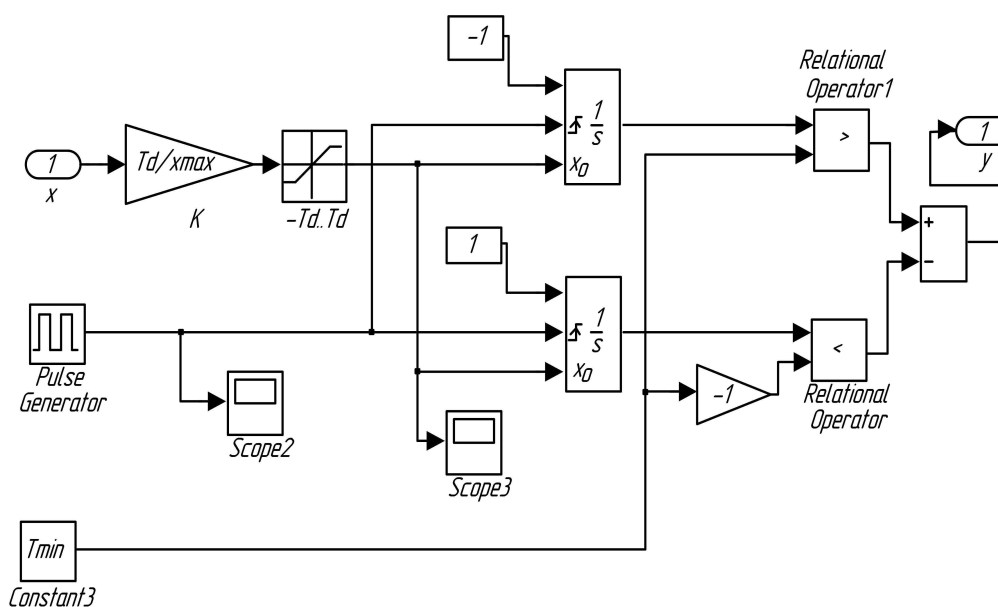 -1
Relational
Operator1
1
s
x0
>
1
y
1
x
Td/xmax
K
-Td..Td
+
-
1
1
s
x0
<
Pulse
Generator
-1
Relational
Operator
Scope2
Scope3
Tmin
Constant3